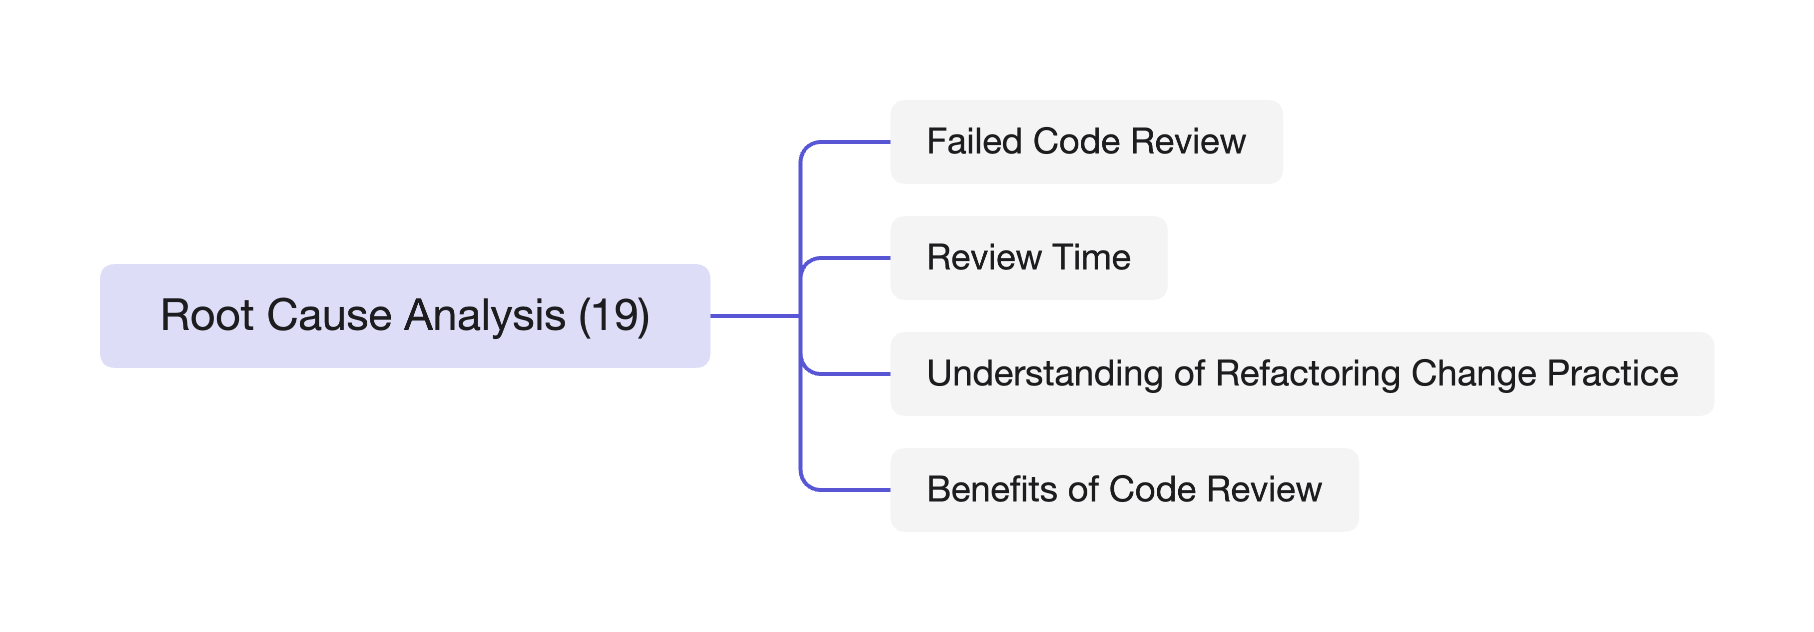 Root Cause Analysis (19)
Failed Code Review
Review Time
Understanding of Refactoring Change Practice
Benefits of Code Review